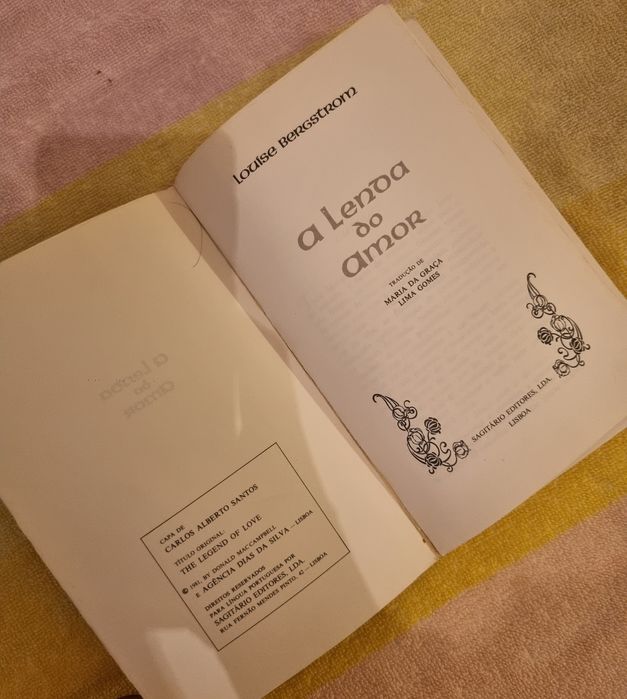 CAPA DE
CARLOS ALBERTO SANTOS
TÍTULO ORIGINAL:
THE LEGEND OF LOVE
© 1981, BY DONALD MACCAMPBELL
E AGÊNCIA DIAS DA SILVA — LISBOA
DIREITOS RESERVADOS
PARA LÍNGUA PORTUGUESA POR
SAGITÁRIO EDITORES, LDA.
RUA FERNÃO MENDES PINTO, 42 – LISBOA
LOUISE BERGSTROM
A LENDA
DO
AMOR
TRADUÇÃO DE
MARIA DA GRAÇA
LIMA GOMES
SAGITÁRIO EDITORES, LDA.
LISBOA